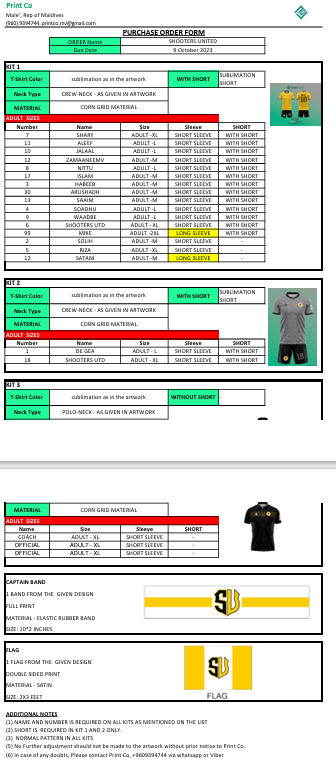 Print Co
Male', Rep of Maldives
(960) 9394744, printco.mv@gmail.com
PURCHASE ORDER FORM
ORDER Name SHOOTERS UNITED
Due Date 9 October 2023
KIT 1
T-Shirt Color sublimation as in the artwork WITH SHORT SUBLIMATION SHORT
Neck Type CREW-NECK - AS GIVEN IN ARTWORK
MATERIAL CORN GRID MATERIAL
ADULT SIZES
Number Name Size Sleeve SHORT
7 SHARY ADULT -XL SHORT SLEEVE WITH SHORT
11 ALEEF ADULT -L SHORT SLEEVE WITH SHORT
10 JALAAL ADULT -L SHORT SLEEVE WITH SHORT
12 ZAMAANEEMV ADULT -M SHORT SLEEVE WITH SHORT
8 NITTU ADULT -L SHORT SLEEVE WITH SHORT
17 ISLAM ADULT -M SHORT SLEEVE WITH SHORT
3 HABEEB ADULT -M SHORT SLEEVE WITH SHORT
30 ARUSHADH ADULT -M SHORT SLEEVE WITH SHORT
13 SAAIM ADULT -M SHORT SLEEVE WITH SHORT
4 SOADHU ADULT -L SHORT SLEEVE WITH SHORT
9 WAADBE ADULT -L SHORT SLEEVE WITH SHORT
6 SHOOTERS UTD ADULT - XL SHORT SLEEVE WITH SHORT
99 MIKE ADULT -2XL LONG SLEEVE WITH SHORT
2 SOLIH ADULT -M SHORT SLEEVE -
5 RIZA ADULT -XL SHORT SLEEVE -
12 SATANI ADULT -M LONG SLEEVE -
KIT 2
T-Shirt Color sublimation as in the artwork WITH SHORT SUBLIMATION SHORT
Neck Type CREW-NECK - AS GIVEN IN ARTWORK
MATERIAL CORN GRID MATERIAL
ADULT SIZES
Number Name Size Sleeve SHORT
1 DE GEA ADULT - L SHORT SLEEVE WITH SHORT
18 SHOOTERS UTD ADULT - XL SHORT SLEEVE WITH SHORT
KIT 3
T-Shirt Color sublimation as in the artwork WITHOUT SHORT -
Neck Type POLO-NECK - AS GIVEN IN ARTWORK
MATERIAL CORN GRID MATERIAL
ADULT SIZES
Name Size Sleeve SHORT
COACH ADULT - XL SHORT SLEEVE -
OFFICIAL ADULT - XL SHORT SLEEVE -
OFFICIAL ADULT - XL SHORT SLEEVE -
CAPTAIN BAND
1 BAND FROM THE GIVEN DESIGN
FULL PRINT
MATERIAL - ELASTIC RUBBER BAND
SIZE: 10*2 INCHES
SU
FLAG
1 FLAG FROM THE GIVEN DESIGN
DOUBLE SIDED PRINT
MATERIAL - SATIN
SIZE: 2X3 FEET
SU
FLAG
ADDITIONAL NOTES
(1) NAME AND NUMBER IS REQUIRED ON ALL KITS AS MENTIONED ON THE LIST
(2) SHORT IS REQUIRED IN KIT 1 AND 2 ONLY.
(3) NORMAL PATTERN IN ALL KITS
(5) No Further adjustment should be made to the artwork without prior notice to Print Co.
(6) In case of any doubts, Please contact Print Co, +9609394744 via whatsapp or Viber